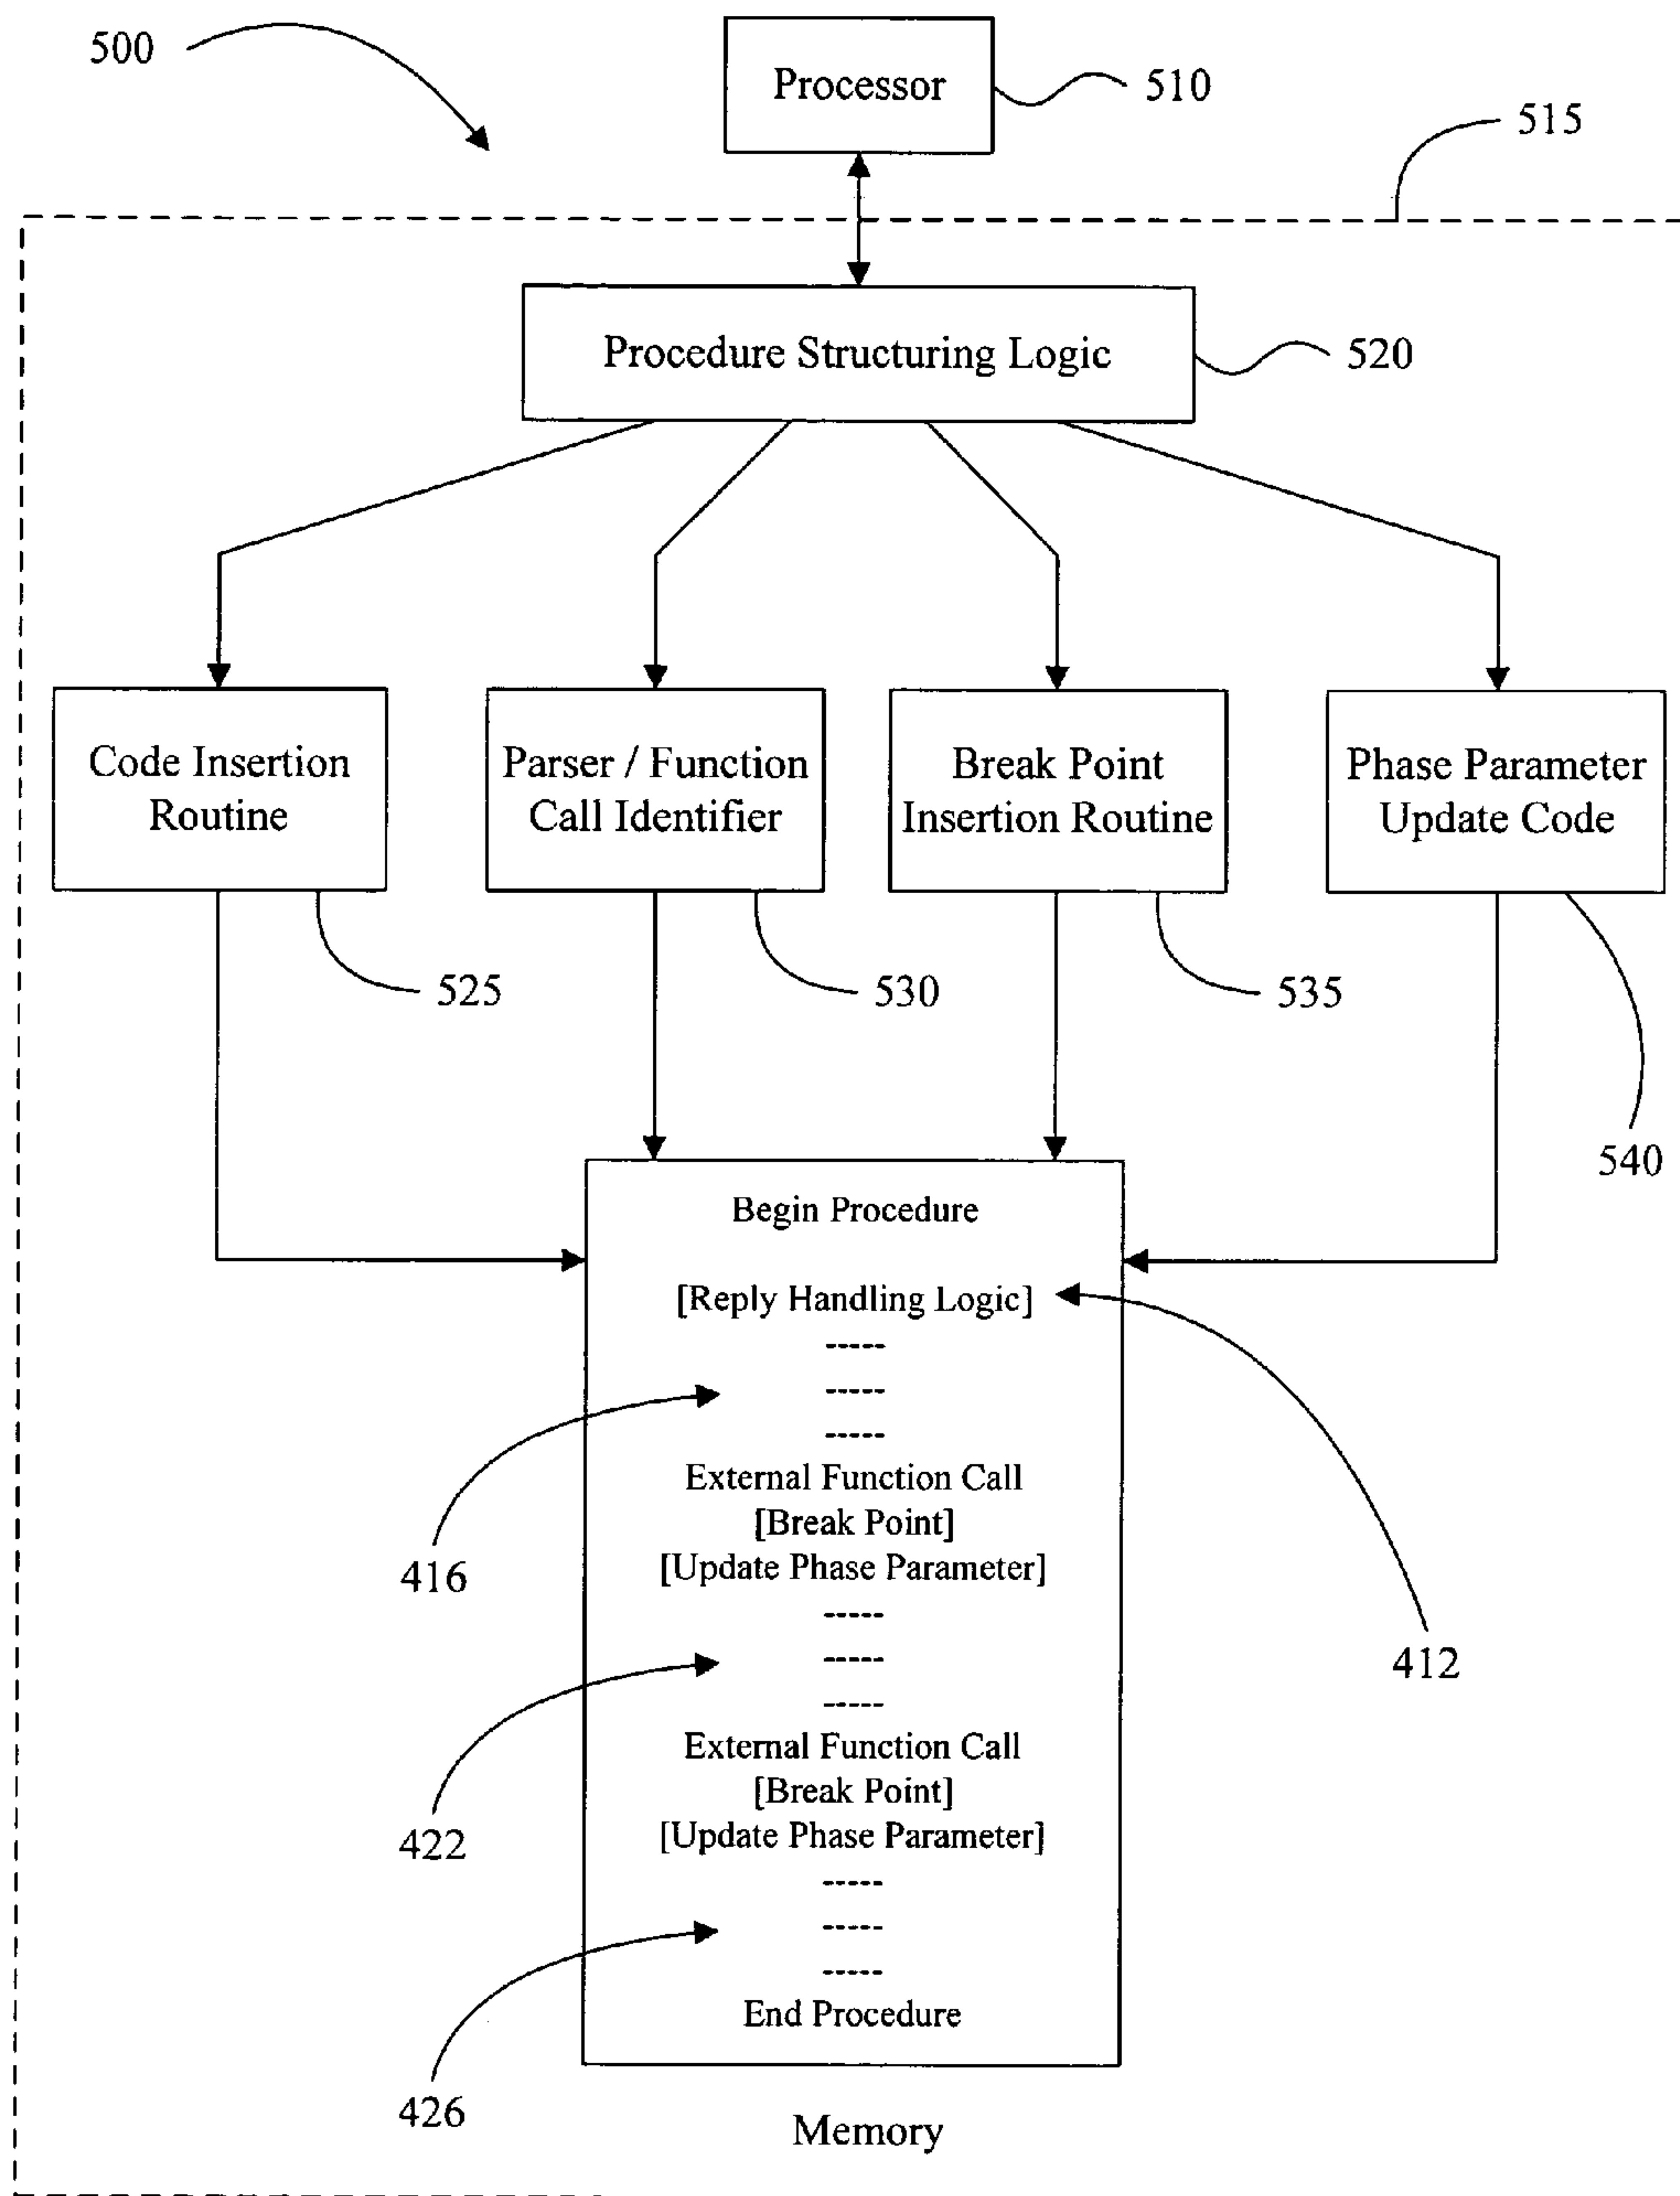 500
Processor
510
515
Procedure Structuring Logic
520
Code Insertion
Routine
Parser / Function
Call Identifier
Break Point
Insertion Routine
Phase Parameter
Update Code
525
530
535
540
Begin Procedure
[Reply Handling Logic]
-----
-----
-----
External Function Call
[Break Point]
[Update Phase Parameter]
416
-----
-----
-----
412
External Function Call
[Break Point]
[Update Phase Parameter]
422
-----
-----
-----
End Procedure
426
Memory